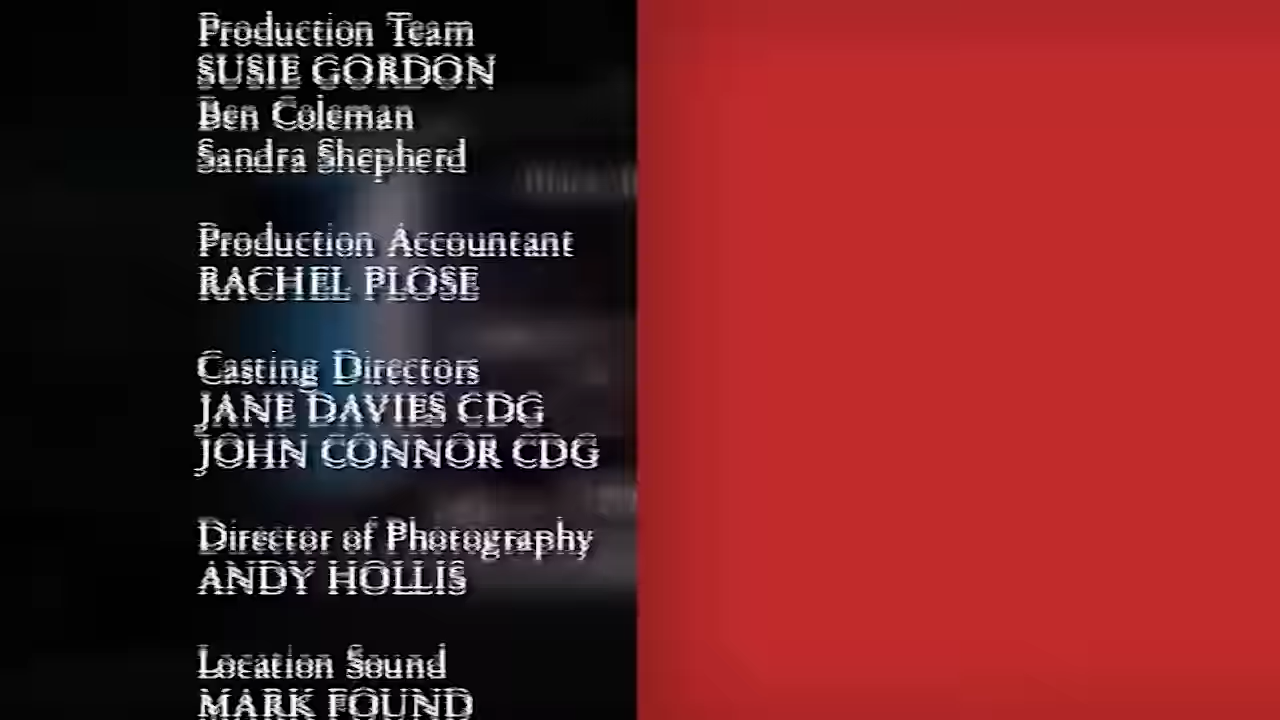 Production Team
SUSIE GORDON
Ben Coleman
Sandra Shepherd
Production Accountant
RACHEL PLOSE
Casting Directors
JANE DAVIES CDG
JOHN CONNOR CDG
Director of Photography
ANDY HOLLIS
Location Sound
MARK FOUND